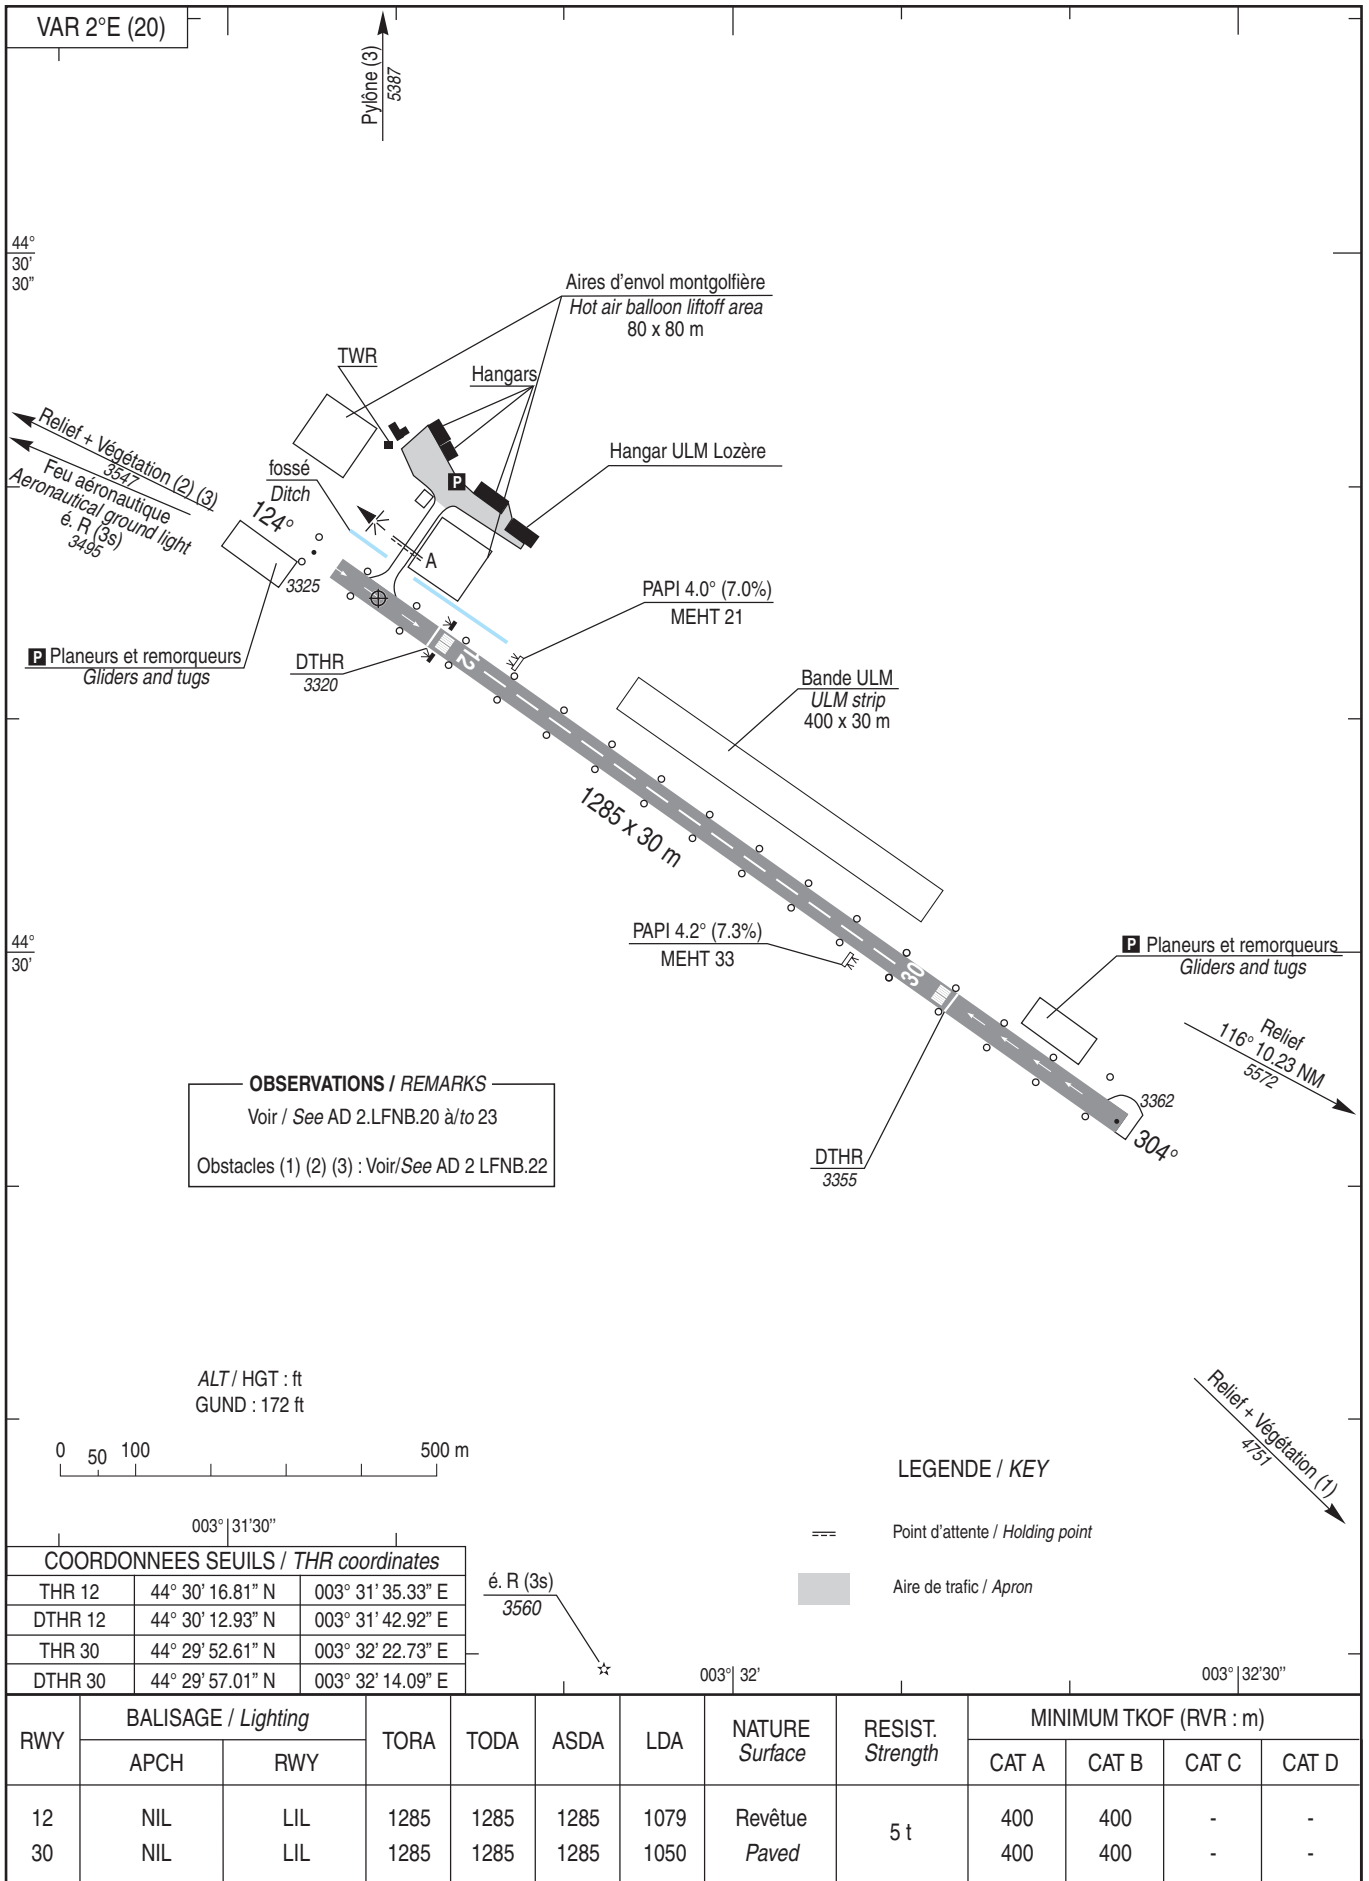 VAR 2°E (20)
Pylône (3)
5387
44°
30'
30"
Aires d'envol montgolfière
Hot air balloon liftoff area
80 x 80 m
TWR
Hangars
Relief + Végétation (2) (3)
3547
Feu aéronautique
Aeronautical ground light
é. R (3s)
3495
fossé
Ditch
Hangar ULM Lozère
P
124°
A
3325
PAPI 4.0° (7.0%)
MEHT 21
P Planeurs et remorqueurs
Gliders and tugs
DTHR
3320
12
Bande ULM
ULM strip
400 x 30 m
1285 x 30 m
44°
30'
PAPI 4.2° (7.3%)
MEHT 33
30
P Planeurs et remorqueurs
Gliders and tugs
Relief
116° 10.23 NM
5572
OBSERVATIONS / REMARKS
Voir / See AD 2.LFNB.20 à/to 23
Obstacles (1) (2) (3) : Voir/See AD 2 LFNB.22
3362
304°
DTHR
3355
ALT / HGT : ft
GUND : 172 ft
0 50 100 500 m
Relief + Végétation (1)
4751
LEGENDE / KEY
Point d'attente / Holding point
Aire de trafic / Apron
003° 31'30"
COORDONNEES SEUILS / THR coordinates
THR 12 44° 30' 16.81" N 003° 31' 35.33" E
DTHR 12 44° 30' 12.93" N 003° 31' 42.92" E
THR 30 44° 29' 52.61" N 003° 32' 22.73" E
DTHR 30 44° 29' 57.01" N 003° 32' 14.09" E
é. R (3s)
3560
003° 32'
003° 32'30"
RWY BALISAGE / Lighting TORA TODA ASDA LDA NATURE RESIST. MINIMUM TKOF (RVR : m)
Surface Strength
APCH RWY CAT A CAT B CAT C CAT D
12 NIL LIL 1285 1285 1285 1079 Revêtue 5 t 400 400 - -
30 NIL LIL 1285 1285 1285 1050 Paved 400 400 - -